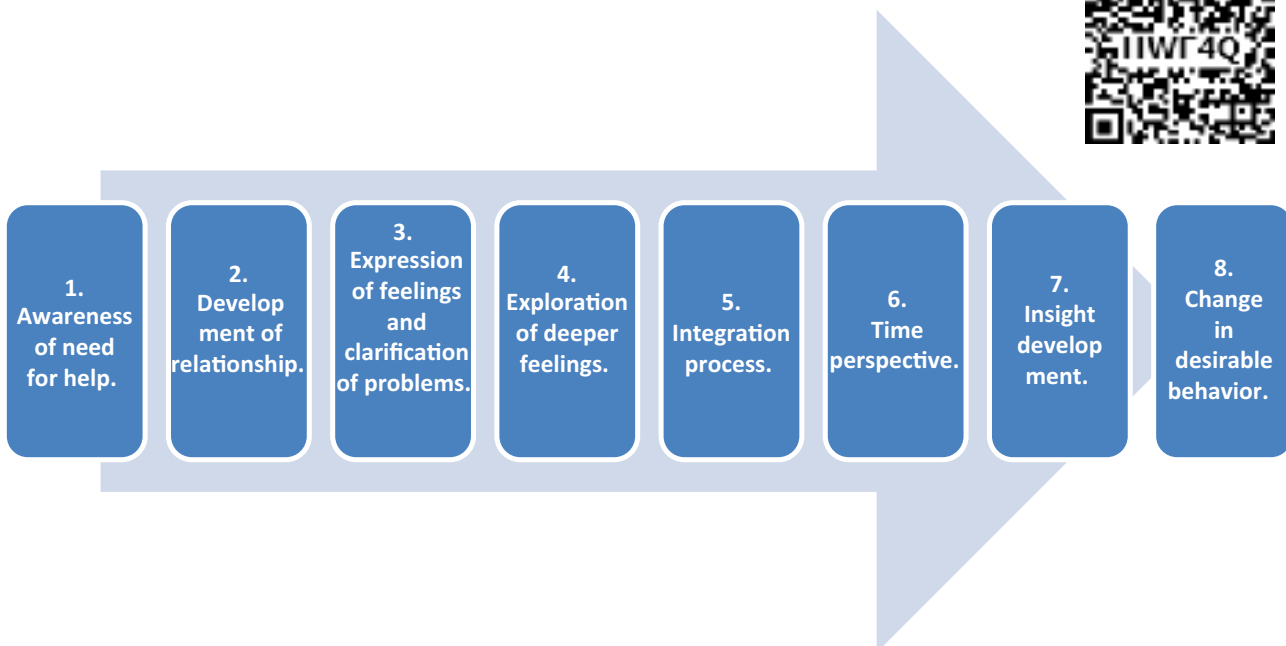 1.
Awareness
of need
for help.
2.
Develop
ment of
relationship.
3.
Expression
of feelings
and
clarification
of problems.
4.
Exploration
of deeper
feelings.
5.
Integration
process.
6.
Time
perspective.
7.
Insight
develop
ment.
8.
Change
in
desirable
behavior.